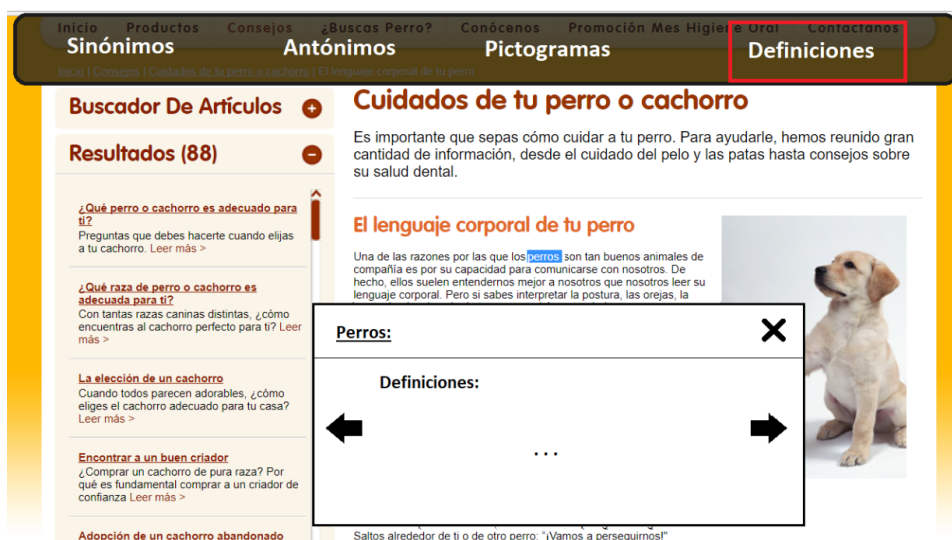 Inicio Productos Consejos ¿Buscas Perro? Conócenos Promoción Mes Higiene Oral Contáctanos
Sinónimos Antónimos Pictogramas Definiciones
Inicio | Consejos | Cuidados de tu perro o cachorro | El lenguaje corporal de tu perro
Buscador De Artículos
Resultados (88)
¿Qué perro o cachorro es adecuado para
ti?
Preguntas que debes hacerte cuando elijas
a tu cachorro. Leer más >
¿Qué raza de perro o cachorro es
adecuada para ti?
Con tantas razas caninas distintas, ¿cómo
encuentras al cachorro perfecto para ti? Leer
más >
La elección de un cachorro
Cuando todos parecen adorables, ¿cómo
eliges el cachorro adecuado para tu casa?
Leer más >
Encontrar a un buen criador
¿Comprar un cachorro de pura raza? Por
qué es fundamental comprar a un criador de
confianza Leer más >
Adopción de un cachorro abandonado
Cuidados de tu perro o cachorro
Es importante que sepas cómo cuidar a tu perro. Para ayudarle, hemos reunido gran
cantidad de información, desde el cuidado del pelo y las patas hasta consejos sobre
su salud dental.
El lenguaje corporal de tu perro
Una de las razones por las que los perros son tan buenos animales de
compañía es por su capacidad para comunicarse con nosotros. De
hecho, ellos suelen entendernos mejor a nosotros que nosotros leer su
lenguaje corporal. Pero si sabes interpretar la postura, las orejas, la
Perros:
Definiciones:
...
Saltos alrededor de ti o de otro perro: "¡Vamos a perseguirnos!"